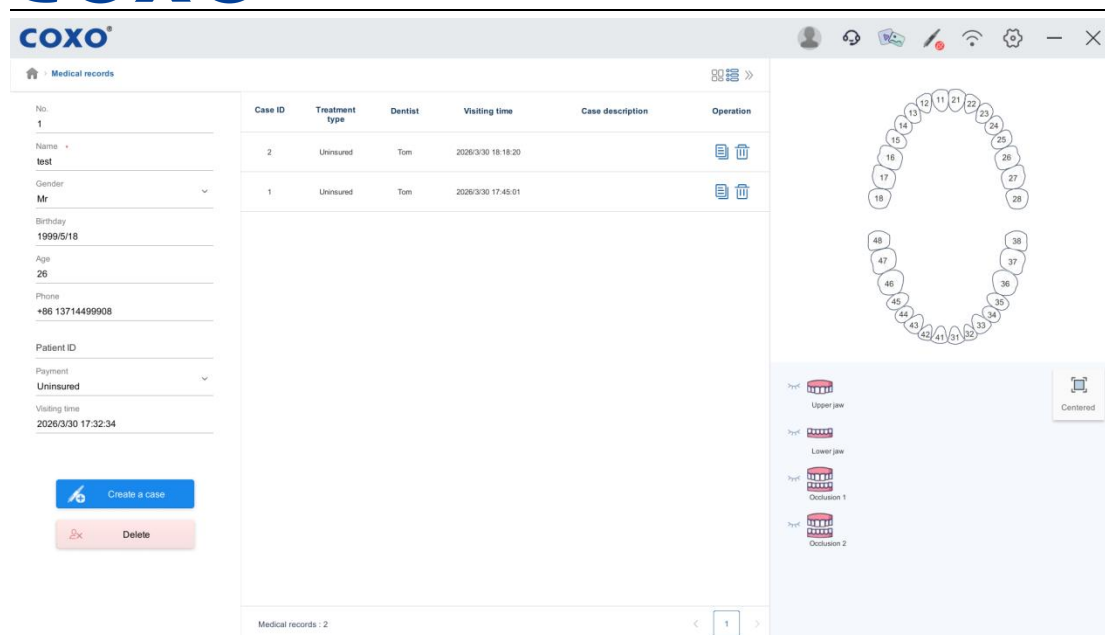 COXO
COXO®
Medical records
No.
1
Name *
test
Gender
Mr
Birthday
1999/5/18
Age
26
Phone
+86 13714499908
Patient ID
Payment
Uninsured
Visiting time
2026/3/30 17:32:34
Create a case
Delete
Case ID Treatment type Dentist Visiting time Case description Operation
2 Uninsured Tom 2026/3/30 18:18:20
1 Uninsured Tom 2026/3/30 17:45:01
Medical records : 2
< 1 >
12 11 21 22
13 23
14 24
15 25
16 26
17 27
18 28
48 38
47 37
46 36
45 35
44 34
43 33
42 41 31 32
Upper jaw
Lower jaw
Occlusion 1
Occlusion 2
Centered